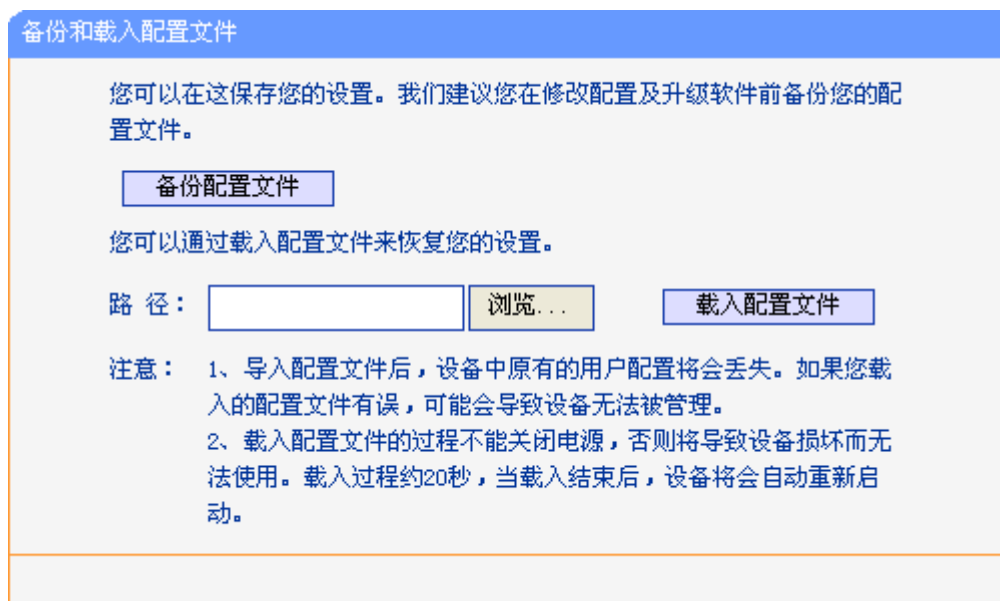 备份和载入配置文件
您可以在这保存您的设置。我们建议您在修改配置及升级软件前备份您的配
置文件。
备份配置文件
您可以通过载入配置文件来恢复您的设置。
路 径： 浏览... 载入配置文件
注意： 1、导入配置文件后，设备中原有的用户配置将会丢失。如果您载
入的配置文件有误，可能会导致设备无法被管理。
2、载入配置文件的过程不能关闭电源，否则将导致设备损坏而无
法使用。载入过程约20秒，当载入结束后，设备将会自动重新启
动。